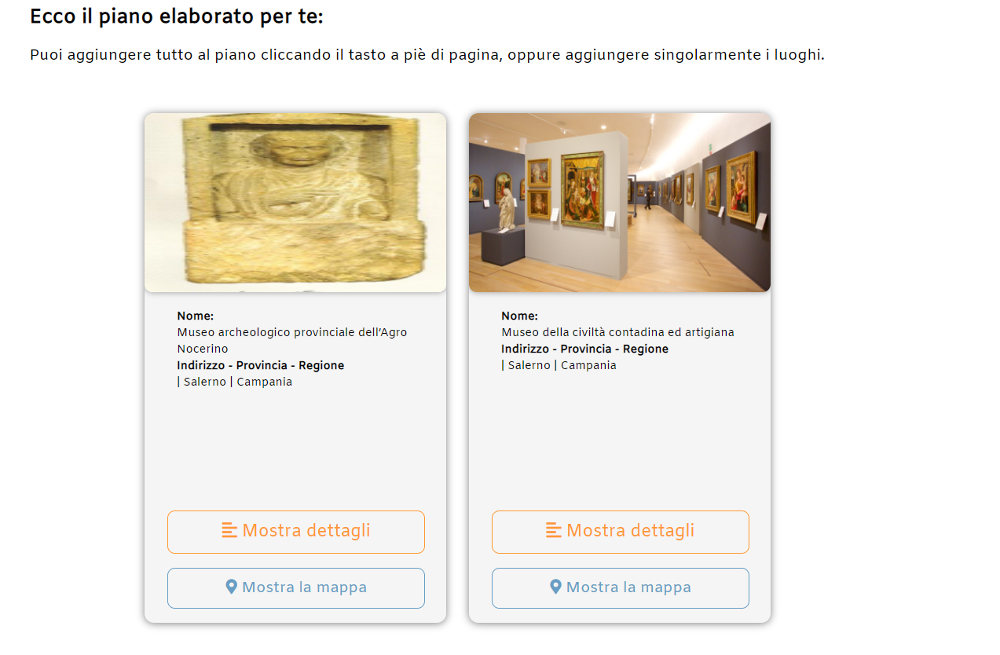 Ecco il piano elaborato per te:
Puoi aggiungere tutto al piano cliccando il tasto a piè di pagina, oppure aggiungere singolarmente i luoghi.
Nome:
Museo archeologico provinciale dell’Agro
Nocerino
Indirizzo - Provincia - Regione
| Salerno | Campania
Mostra dettagli
Mostra la mappa
Nome:
Museo della civiltà contadina ed artigiana
Indirizzo - Provincia - Regione
| Salerno | Campania
Mostra dettagli
Mostra la mappa